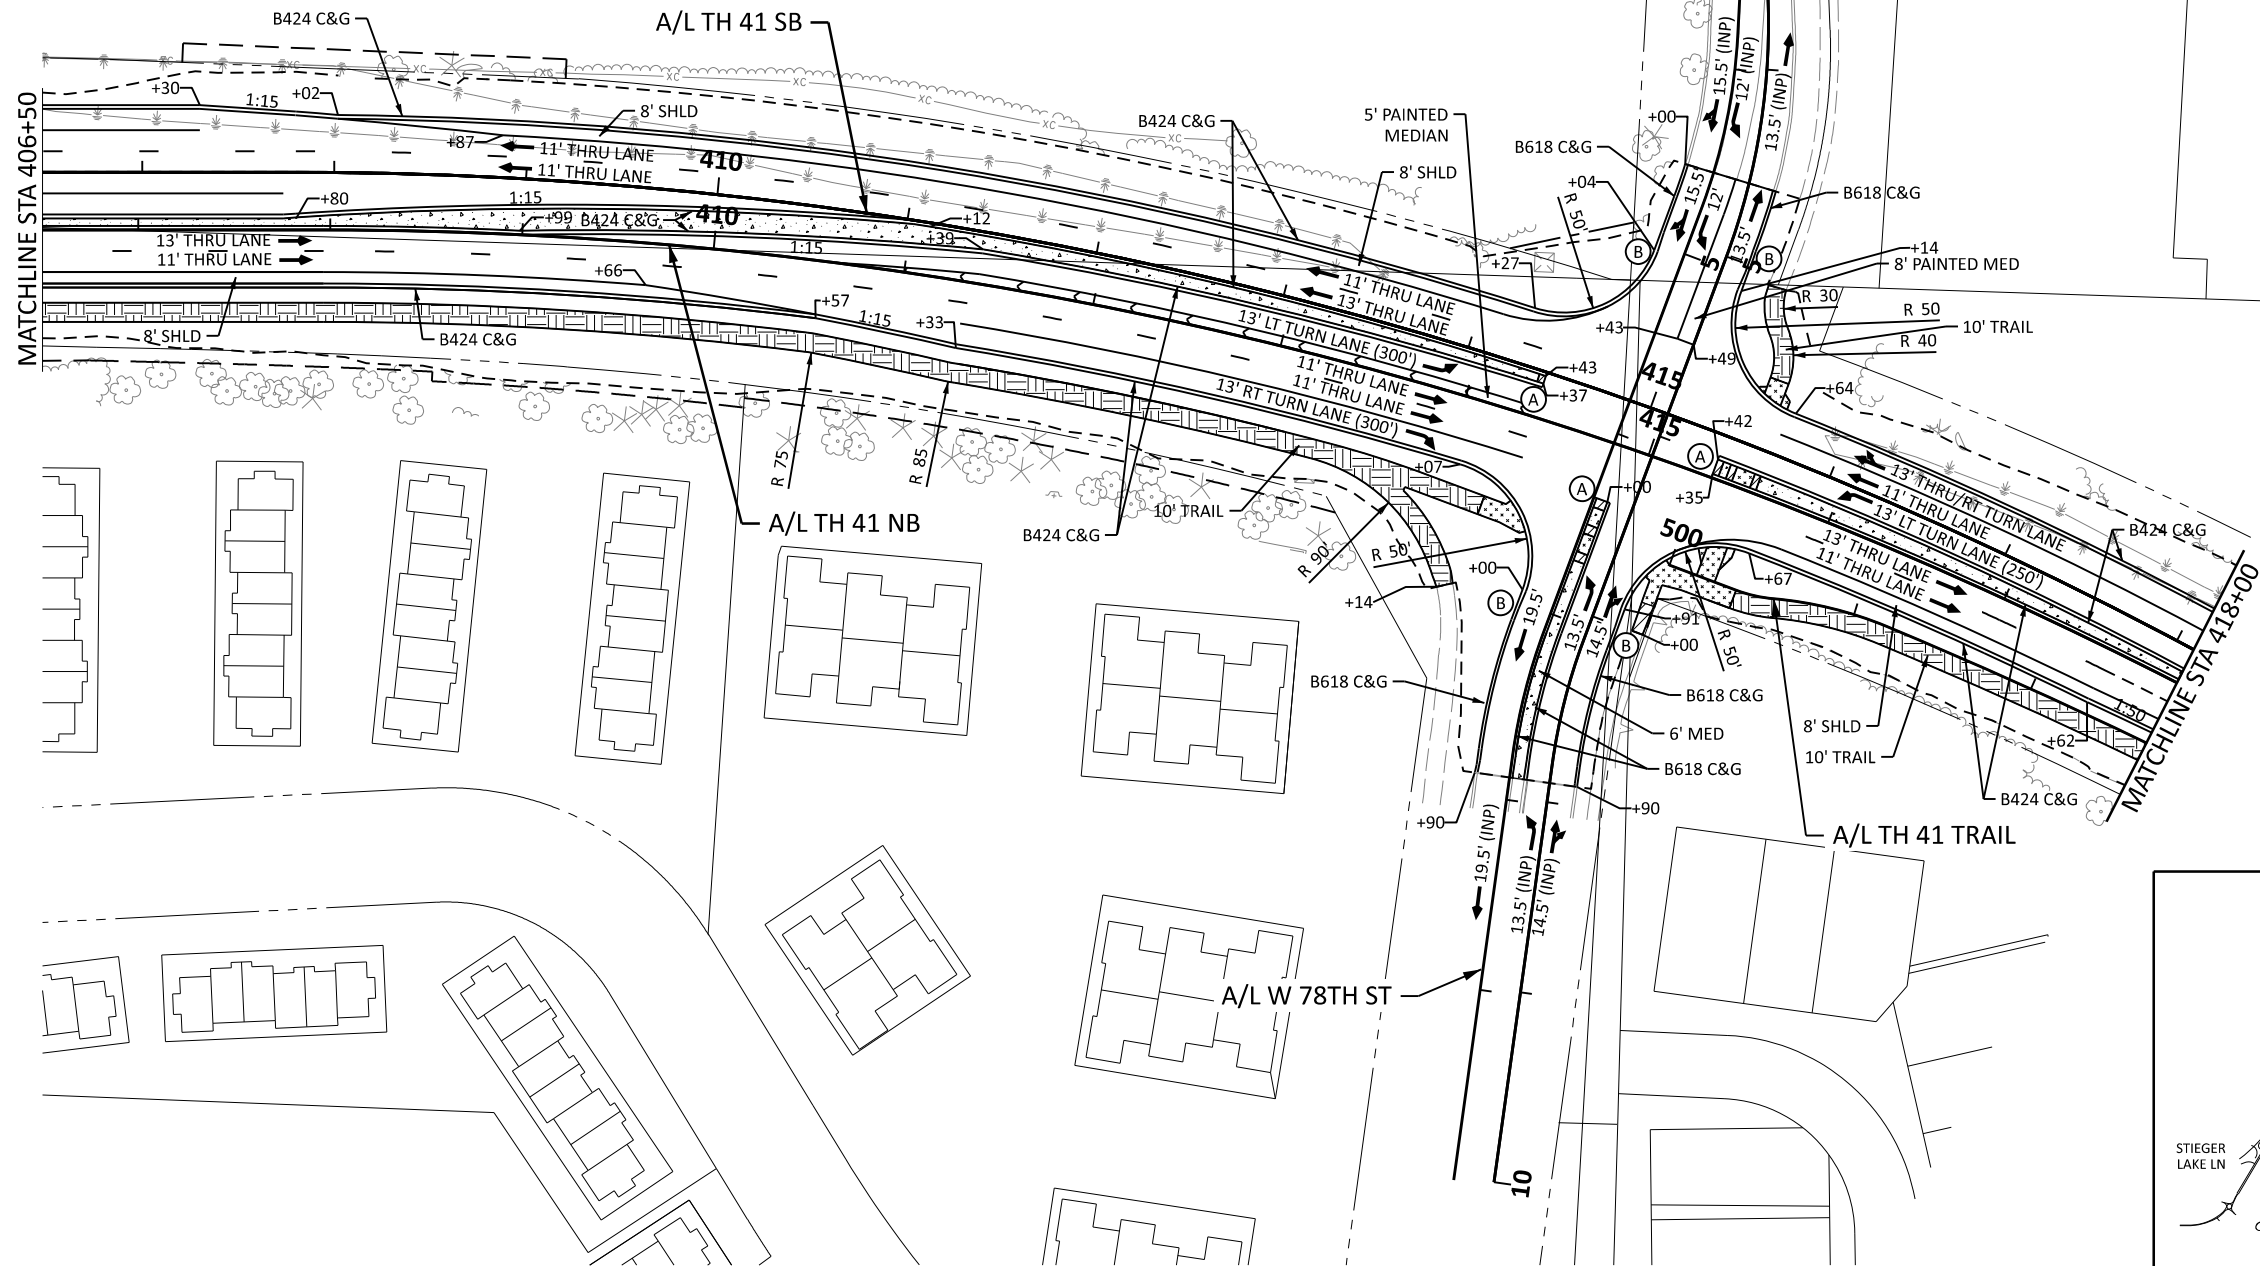 B424 C&G
A/L TH 41 SB
MATCHLINE STA 406+50
+30
1:15
+02
+87
8' SHLD
11' THRU LANE
11' THRU LANE
410
B424 C&G
5' PAINTED
MEDIAN
8' SHLD
B618 C&G
+00
+04
R 50'
15.5' (INP)
12' (INP)
13.5' (INP)
15.5'
12'
13.5'
5
5
B
B
B618 C&G
+14
8' PAINTED MED
R 30
R 50
10' TRAIL
R 40
+80
1:15
+99
B424 C&G
410
+12
+39
1:15
13' THRU LANE
11' THRU LANE
+66
+57
1:15
+33
8' SHLD
B424 C&G
+27
11' THRU LANE
13' THRU LANE
13' LT TURN LANE (300')
11' THRU LANE
11' THRU LANE
13' RT TURN LANE (300')
+43
+37
A
+43
+49
415
415
+64
+42
A
+35
13' THRU/RT TURN LANE
11' THRU LANE
13' LT TURN LANE (250')
13' THRU LANE
11' THRU LANE
B424 C&G
MATCHLINE STA 418+00
R 75
R 85
A/L TH 41 NB
B424 C&G
10' TRAIL
+07
R 90'
R 50'
+14
+00
B
A
+00
500
+67
+91
+00
B
R 50'
19.5'
13.5'
14.5'
B618 C&G
B618 C&G
6' MED
B618 C&G
+90
+90
8' SHLD
10' TRAIL
+62
1:50
B424 C&G
A/L TH 41 TRAIL
19.5' (INP)
13.5' (INP)
14.5' (INP)
A/L W 78TH ST
10
STIEGER
LAKE LN
xc
xc
xc
xc
xc
xc
xc
xc
xc